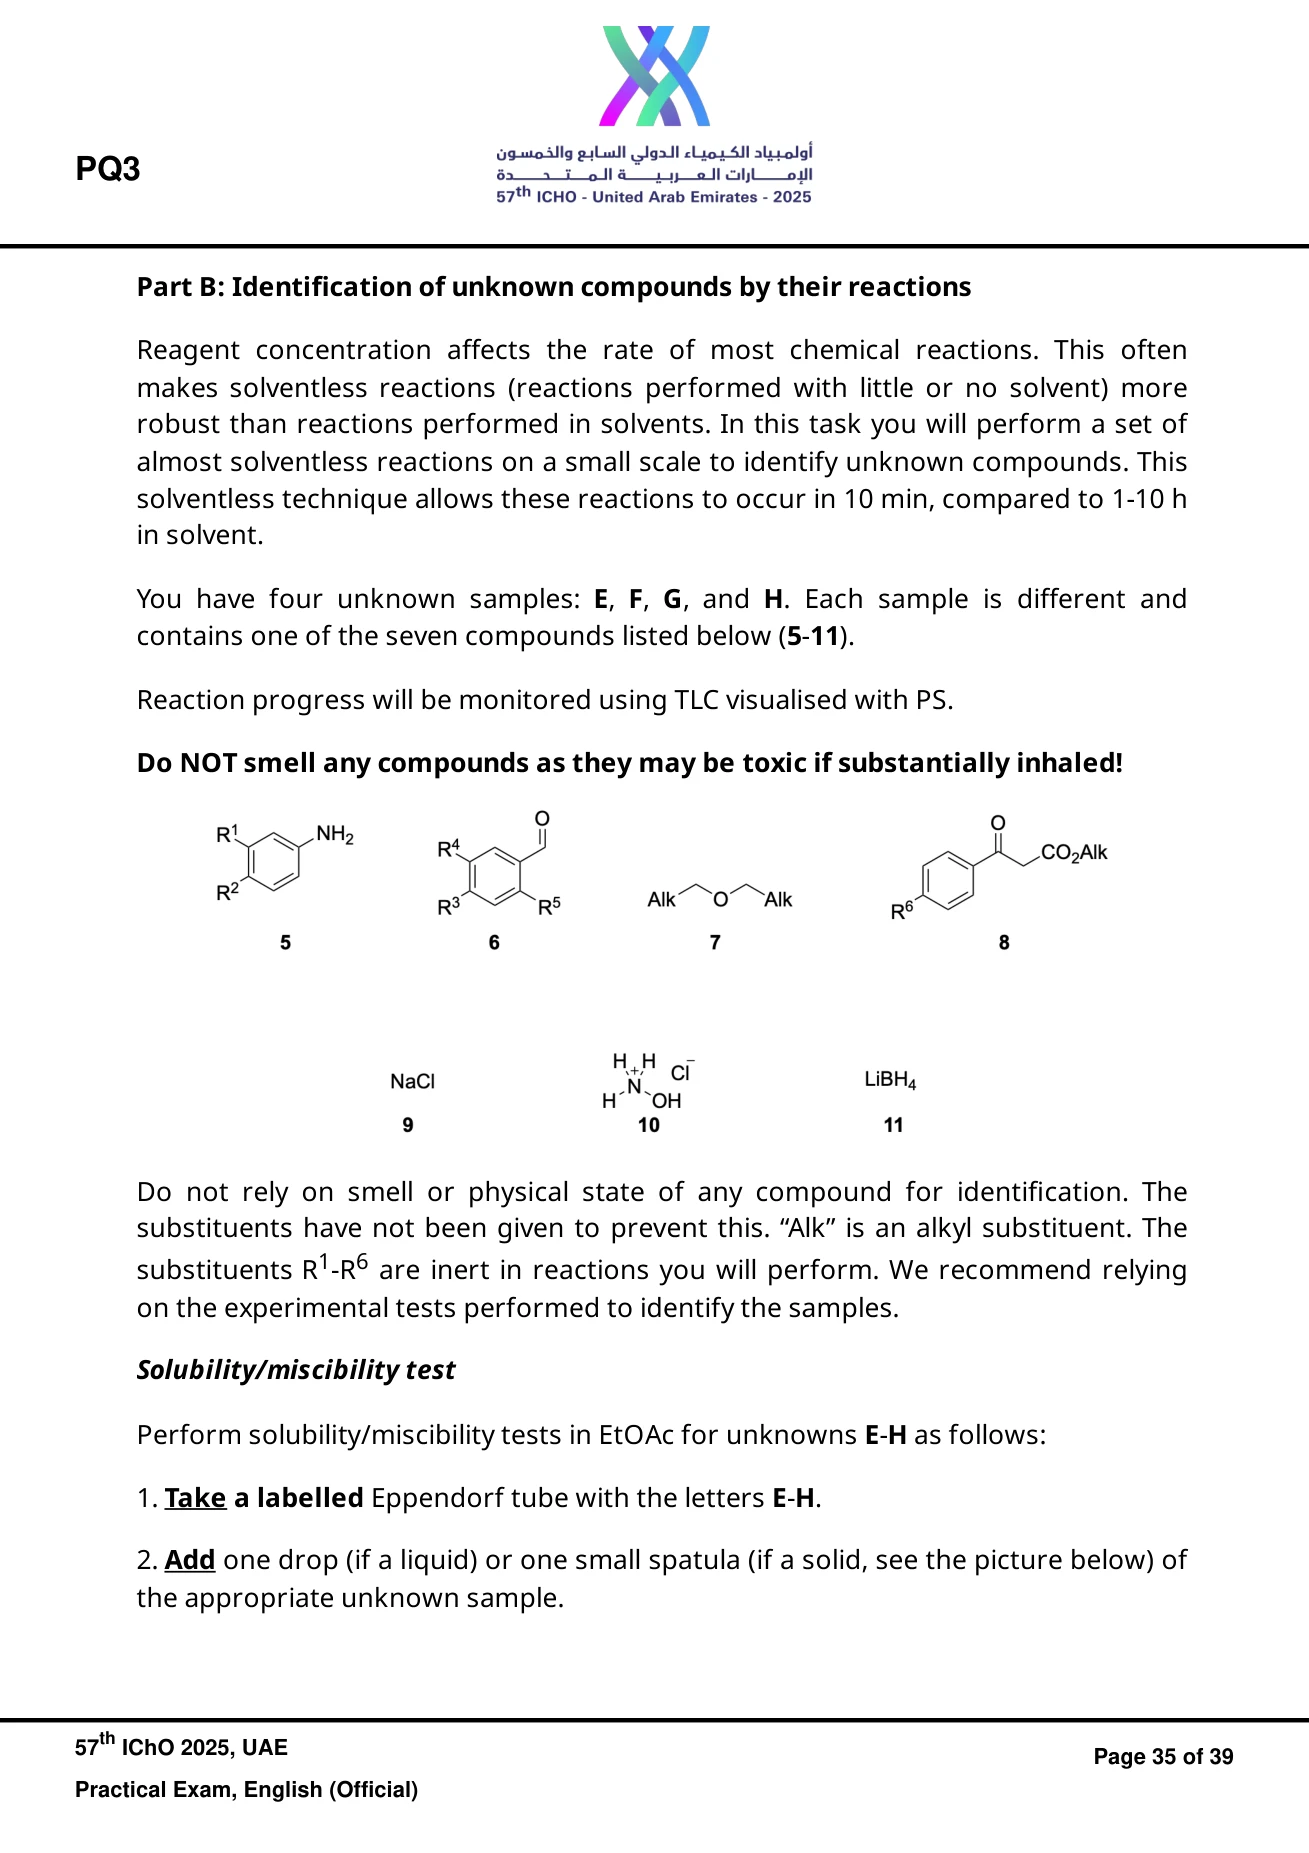 PQ3
أولمبياد الكيمياء الدولي السابع والخمسون
الإمـــــارات العـــربيـــــة المـــتـــحـــــدة
57th ICHO - United Arab Emirates - 2025
Part B: Identification of unknown compounds by their reactions
Reagent concentration affects the rate of most chemical reactions. This often
makes solventless reactions (reactions performed with little or no solvent) more
robust than reactions performed in solvents. In this task you will perform a set of
almost solventless reactions on a small scale to identify unknown compounds. This
solventless technique allows these reactions to occur in 10 min, compared to 1-10 h
in solvent.
You have four unknown samples: E, F, G, and H. Each sample is different and
contains one of the seven compounds listed below (5-11).
Reaction progress will be monitored using TLC visualised with PS.
Do NOT smell any compounds as they may be toxic if substantially inhaled!
R1 NH2 R2
R4 O R3 R5
Alk O Alk
O CO2Alk R6
5 6 7 8
NaCl
H H N + H OH Cl −
LiBH4
9 10 11
Do not rely on smell or physical state of any compound for identification. The
substituents have not been given to prevent this. “Alk” is an alkyl substituent. The
substituents R1-R6 are inert in reactions you will perform. We recommend relying
on the experimental tests performed to identify the samples.
Solubility/miscibility test
Perform solubility/miscibility tests in EtOAc for unknowns E-H as follows:
1. Take a labelled Eppendorf tube with the letters E-H.
2. Add one drop (if a liquid) or one small spatula (if a solid, see the picture below) of
the appropriate unknown sample.
57th IChO 2025, UAE
Practical Exam, English (Official)
Page 35 of 39